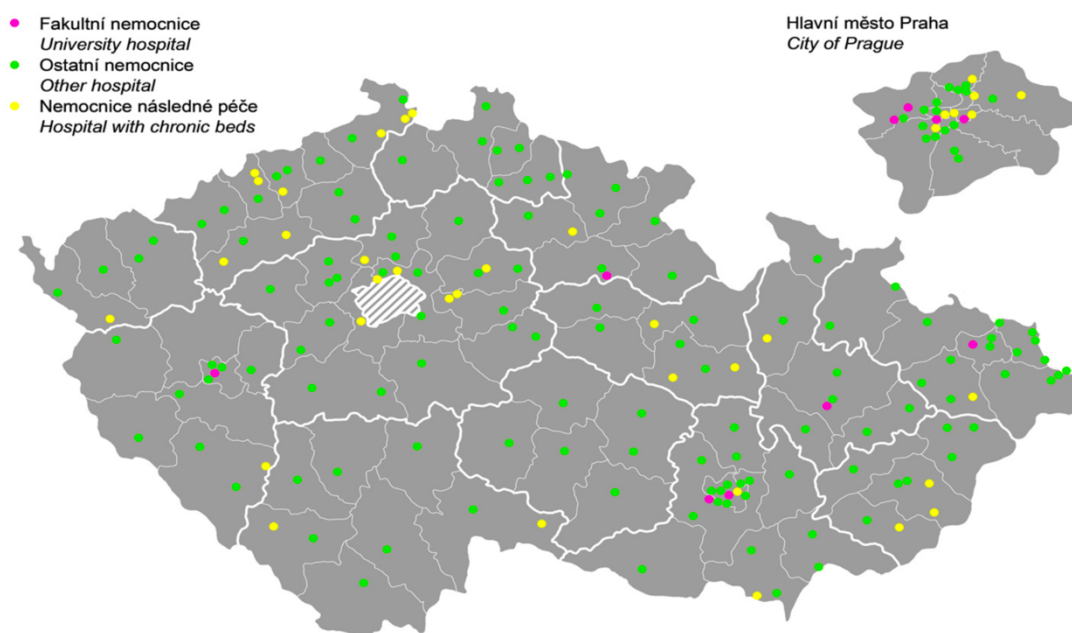 Fakultní nemocnice
University hospital
Ostatní nemocnice
Other hospital
Nemocnice následné péče
Hospital with chronic beds
Hlavní město Praha
City of Prague